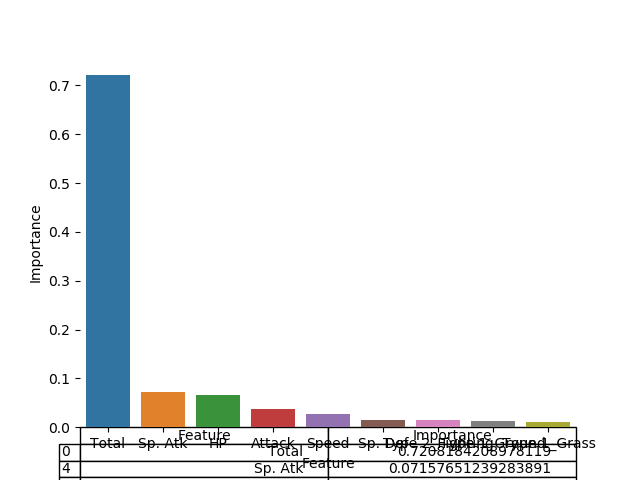 0.7
0.6
0.5
0.4
0.3
0.2
0.1
0.0
Importance
Total Sp. Atk HP Attack Speed Sp.
Feature Importance
0 Total 0.7208184208978119
Feature
4 Sp. Atk 0.07157651239283891